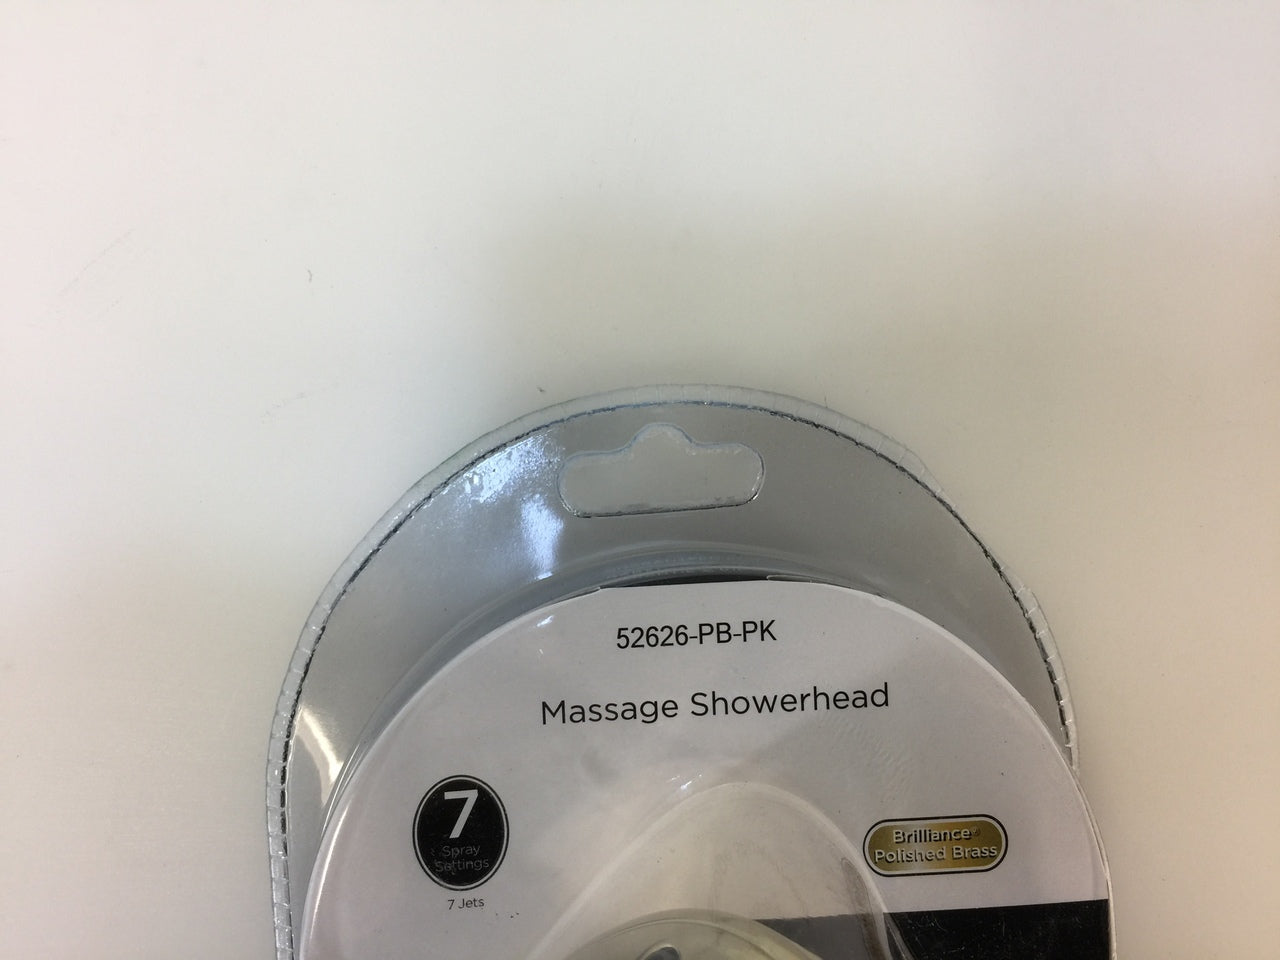 52626-PB-PK
Massage Showerhead
7
Spray
Settings
7 Jets
Brilliance®
Polished Brass